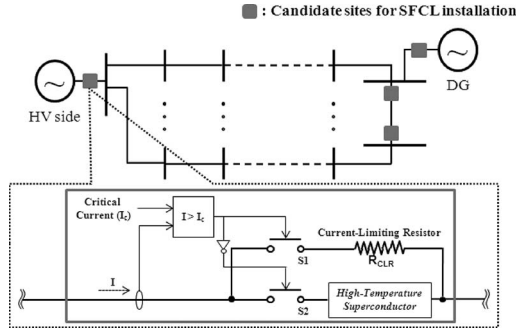 : Candidate sites for SFCL installation
HV side
DG
Critical
Current (Ic)
I > Ic
I
S1
Current-Limiting Resistor
RCLR
S2
High-Temperature
Superconductor